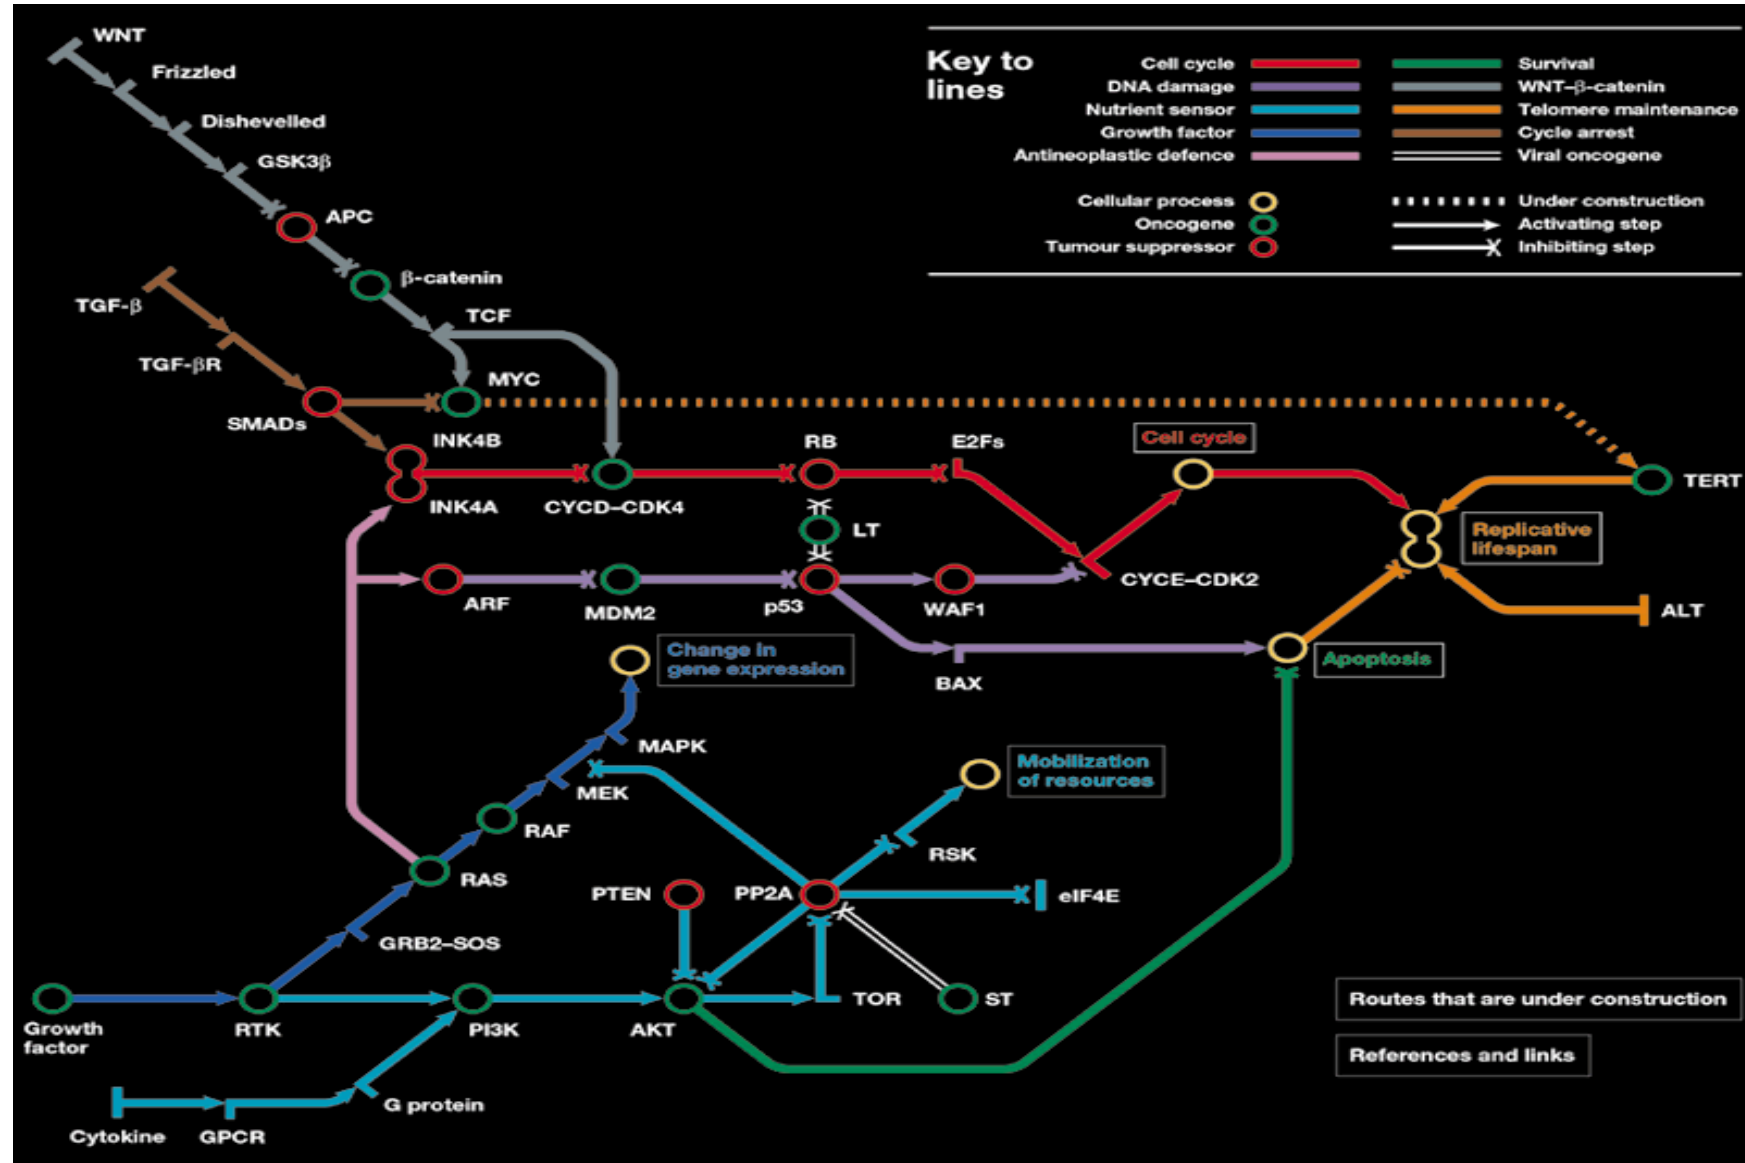 WNT
Frizzled
Dishevelled
GSK3β
APC
β-catenin
TCF
TGF-β
TGF-βR
SMADs
MYC
INK4B
INK4A
CYCD–CDK4
RB
E2Fs
Cell cycle
TERT
LT
Replicative
lifespan
ARF
MDM2
p53
WAF1
CYCE–CDK2
ALT
Change in
gene expression
BAX
Apoptosis
MAPK
MEK
Mobilization
of resources
RAF
RSK
RAS
PTEN
PP2A
eIF4E
GRB2–SOS
Growth
factor
RTK
PI3K
AKT
TOR
ST
Cytokine
GPCR
G protein
Key to
lines
Cell cycle
DNA damage
Nutrient sensor
Growth factor
Antineoplastic defence
Survival
WNT–β-catenin
Telomere maintenance
Cycle arrest
Viral oncogene
Cellular process
Oncogene
Tumour suppressor
Under construction
Activating step
Inhibiting step
Routes that are under construction
References and links